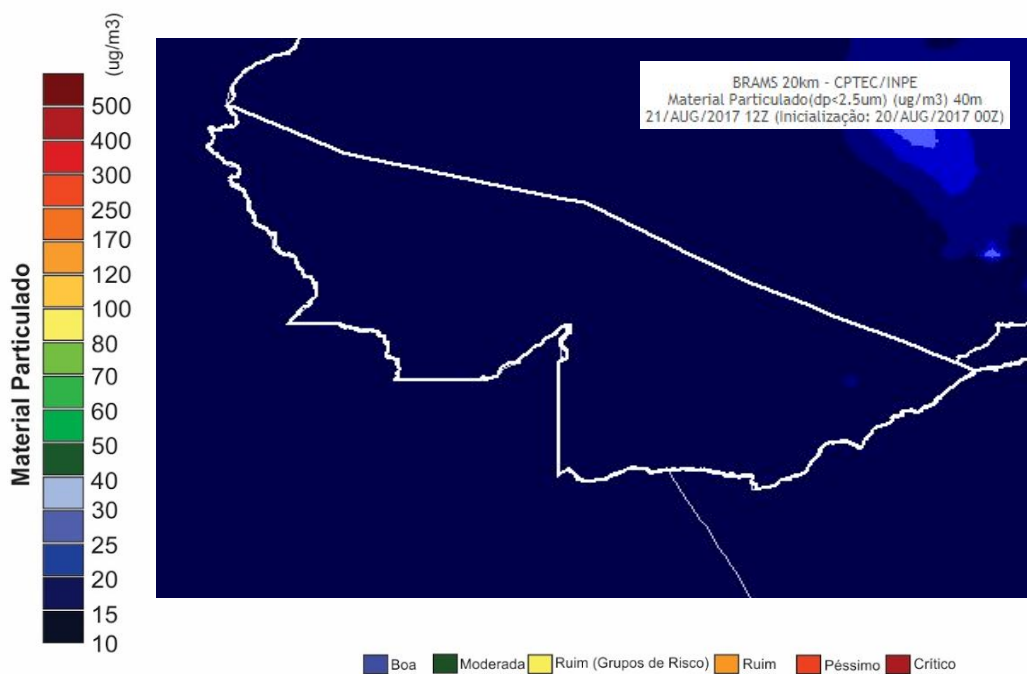 (ug/m3)
500
400
300
250
170
120
100
80
70
60
50
40
30
25
20
15
10
Material Particulado
BRAMS 20km - CPTEC/INPE
Material Particulado(dp<2.5um) (ug/m3) 40m
21/AUG/2017 12Z (Inicialização: 20/AUG/2017 00Z)
Boa Moderada Ruim (Grupos de Risco) Ruim Péssimo Crítico